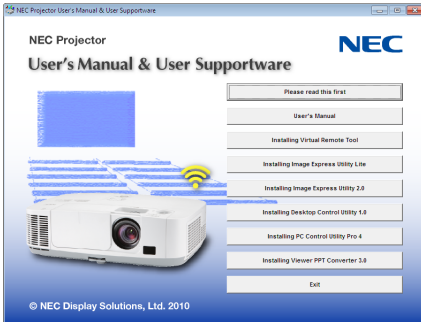 NEC Projector User's Manual & User Supportware
NEC Projector
NEC
User's Manual & User Supportware
Please read this first
User's Manual
Installing Virtual Remote Tool
Installing Image Express Utility Lite
Installing Image Express Utility 2.0
Installing Desktop Control Utility 1.0
Installing PC Control Utility Pro 4
Installing Viewer PPT Converter 3.0
Exit
© NEC Display Solutions, Ltd. 2010